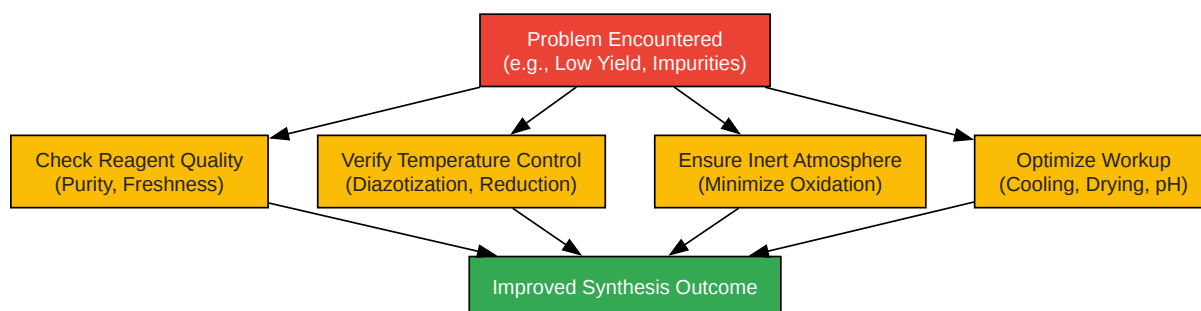 Problem Encountered
(e.g., Low Yield, Impurities)
Check Reagent Quality
(Purity, Freshness)
Verify Temperature Control
(Diazotization, Reduction)
Ensure Inert Atmosphere
(Minimize Oxidation)
Optimize Workup
(Cooling, Drying, pH)
Improved Synthesis Outcome